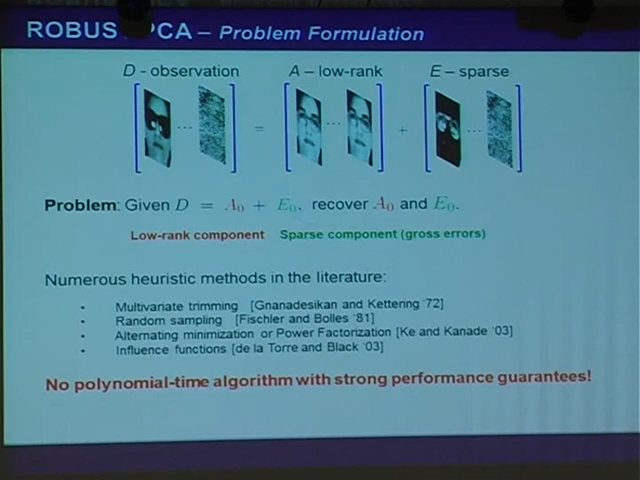 ROBUST PCA – Problem Formulation
D - observation A – low-rank E – sparse
= +
Problem: Given D = A₀ + E₀, recover A₀ and E₀.
Low-rank component Sparse component (gross errors)
Numerous heuristic methods in the literature:
• Multivariate trimming [Gnanadesikan and Kettering '72]
• Random sampling [Fischler and Bolles '81]
• Alternating minimization or Power Factorization [Ke and Kanade '03]
• Influence functions [de la Torre and Black '03]
No polynomial-time algorithm with strong performance guarantees!